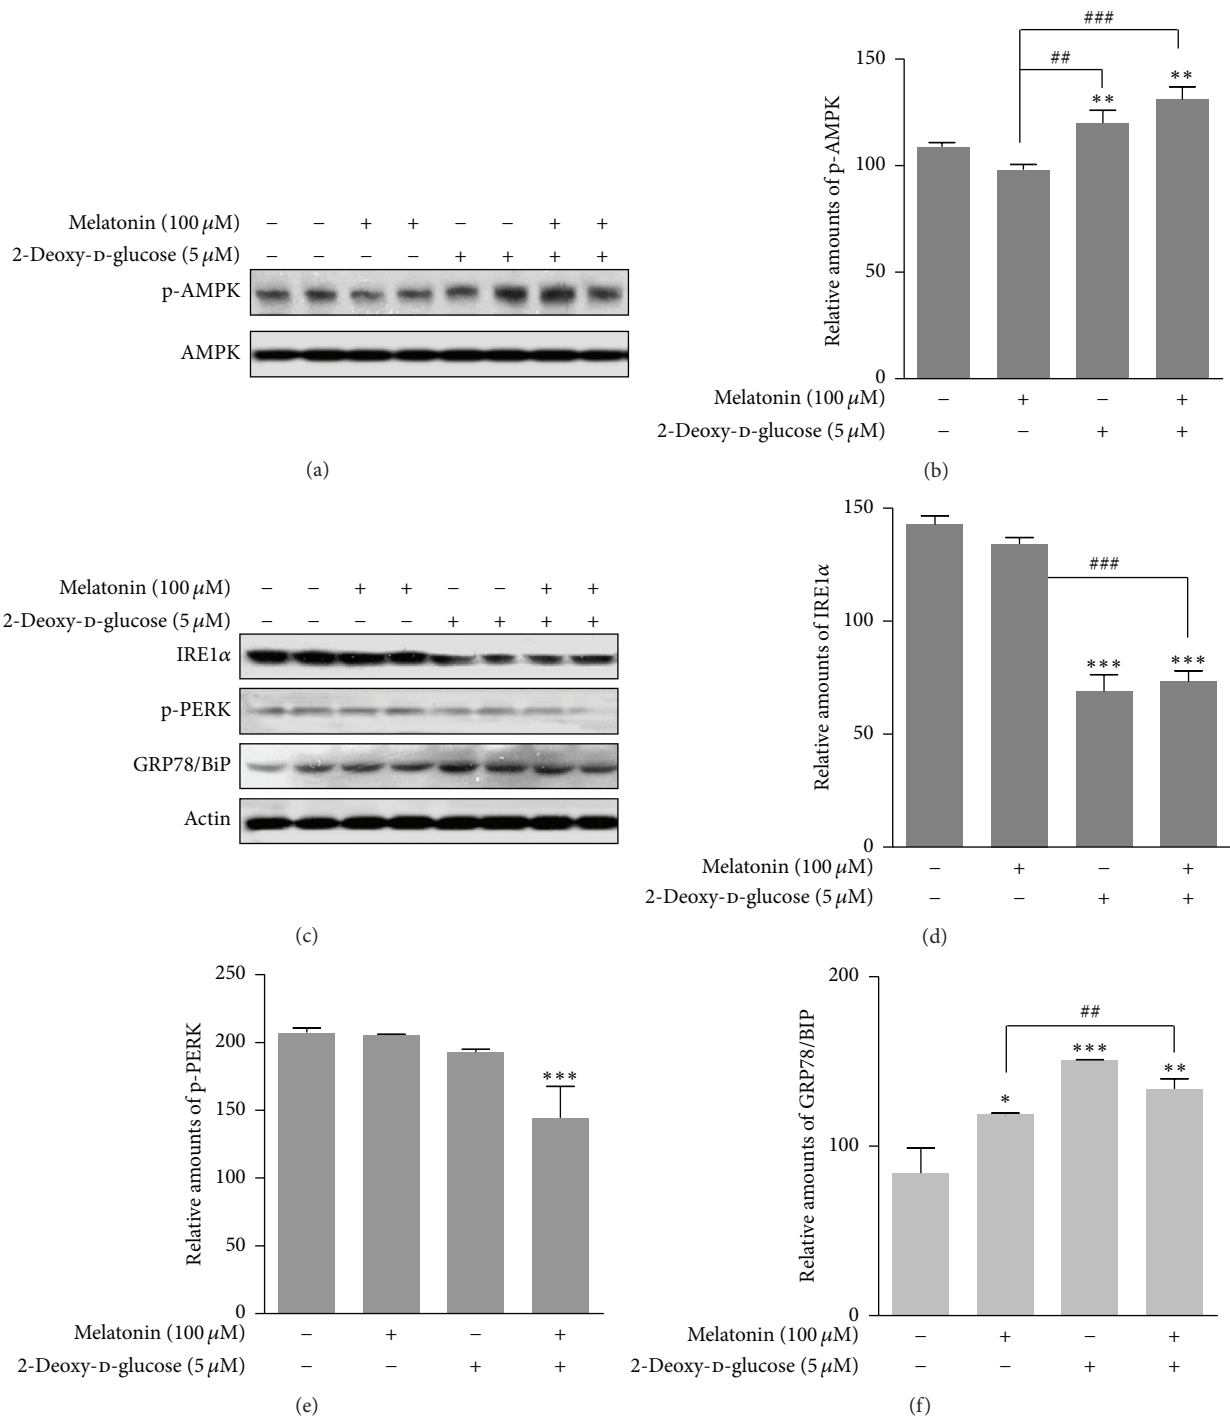 Melatonin (100 μM) − − + + − − + +
2-Deoxy-D-glucose (5 μM) − − − − + + + +
p-AMPK
AMPK
(a)
###
##
** **
150
100
50
0
Relative amounts of p-AMPK
Melatonin (100 μM) − + − +
2-Deoxy-D-glucose (5 μM) − − + +
(b)
Melatonin (100 μM) − − + + − − + +
2-Deoxy-D-glucose (5 μM) − − − − + + + +
IRE1α
p-PERK
GRP78/BiP
Actin
(c)
150
100
50
0
Relative amounts of IRE1α
###
*** ***
Melatonin (100 μM) − + − +
2-Deoxy-D-glucose (5 μM) − − + +
(d)
250
200
150
100
50
0
Relative amounts of p-PERK
***
Melatonin (100 μM) − + − +
2-Deoxy-D-glucose (5 μM) − − + +
(e)
200
100
0
Relative amounts of GRP78/BIP
##
* *** **
Melatonin (100 μM) − + − +
2-Deoxy-D-glucose (5 μM) − − + +
(f)